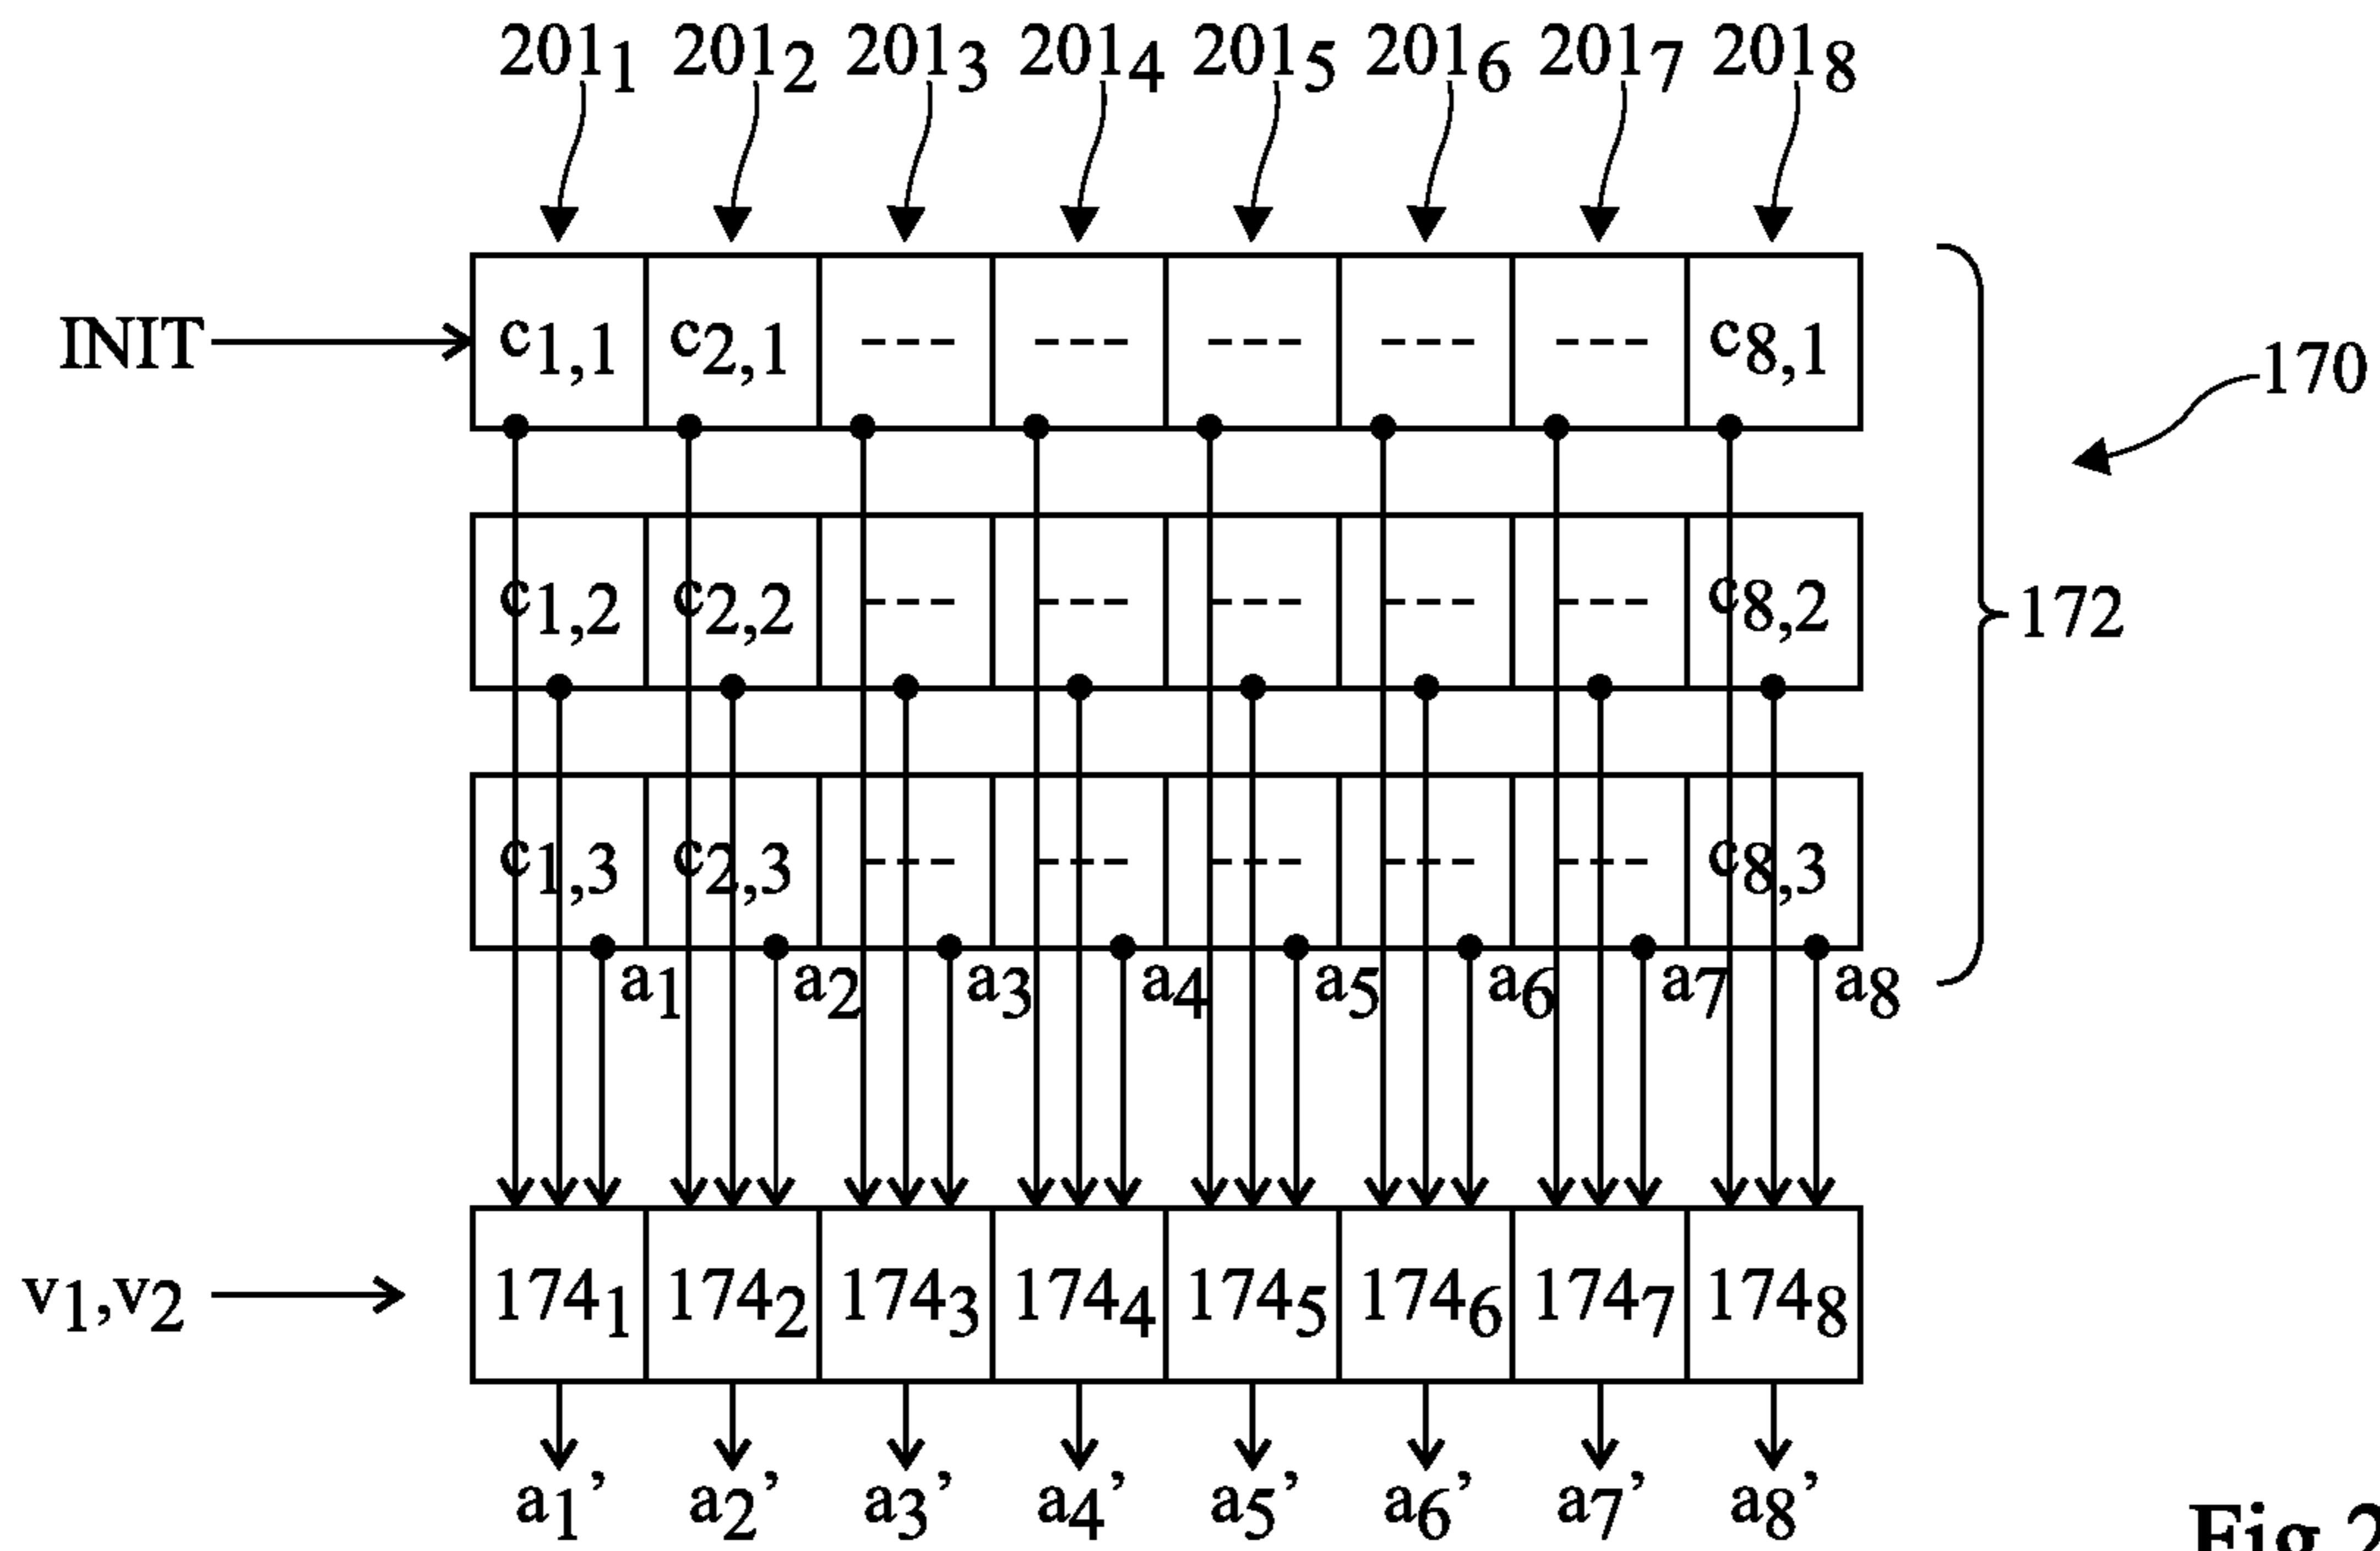 201₁ 201₂ 201₃ 201₄ 201₅ 201₆ 201₇ 201₈
INIT c₁,₁ c₂,₁ ---- ---- ---- ---- ---- c₈,₁
170
c₁,₂ c₂,₂ ---- ---- ---- ---- ---- c₈,₂
172
c₁,₃ c₂,₃ ---- ---- ---- ---- ---- c₈,₃
a₁ a₂ a₃ a₄ a₅ a₆ a₇ a₈
v₁,v₂ 174₁ 174₂ 174₃ 174₄ 174₅ 174₆ 174₇ 174₈
a₁’ a₂’ a₃’ a₄’ a₅’ a₆’ a₇’ a₈’
Fig 2